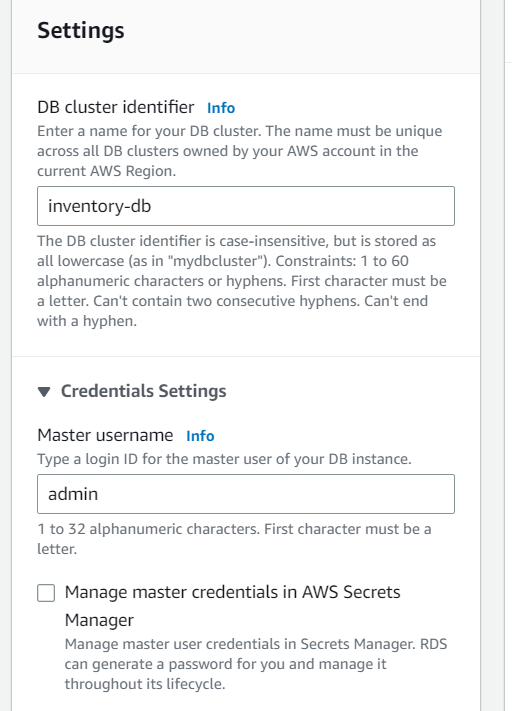 Settings
DB cluster identifier Info
Enter a name for your DB cluster. The name must be unique
across all DB clusters owned by your AWS account in the
current AWS Region.
inventory-db
The DB cluster identifier is case-insensitive, but is stored as
all lowercase (as in "mydbcluster"). Constraints: 1 to 60
alphanumeric characters or hyphens. First character must be
a letter. Can't contain two consecutive hyphens. Can't end
with a hyphen.
Credentials Settings
Master username Info
Type a login ID for the master user of your DB instance.
admin
1 to 32 alphanumeric characters. First character must be a
letter.
Manage master credentials in AWS Secrets
Manager
Manage master user credentials in Secrets Manager. RDS
can generate a password for you and manage it
throughout its lifecycle.